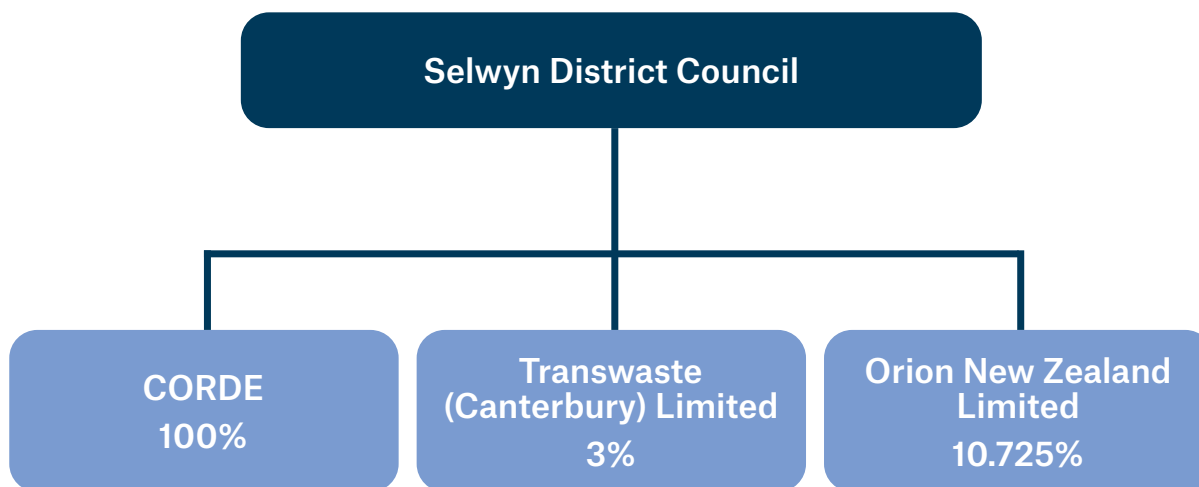 Selwyn District Council
CORDE
100%
Transwaste
(Canterbury) Limited
3%
Orion New Zealand
Limited
10.725%